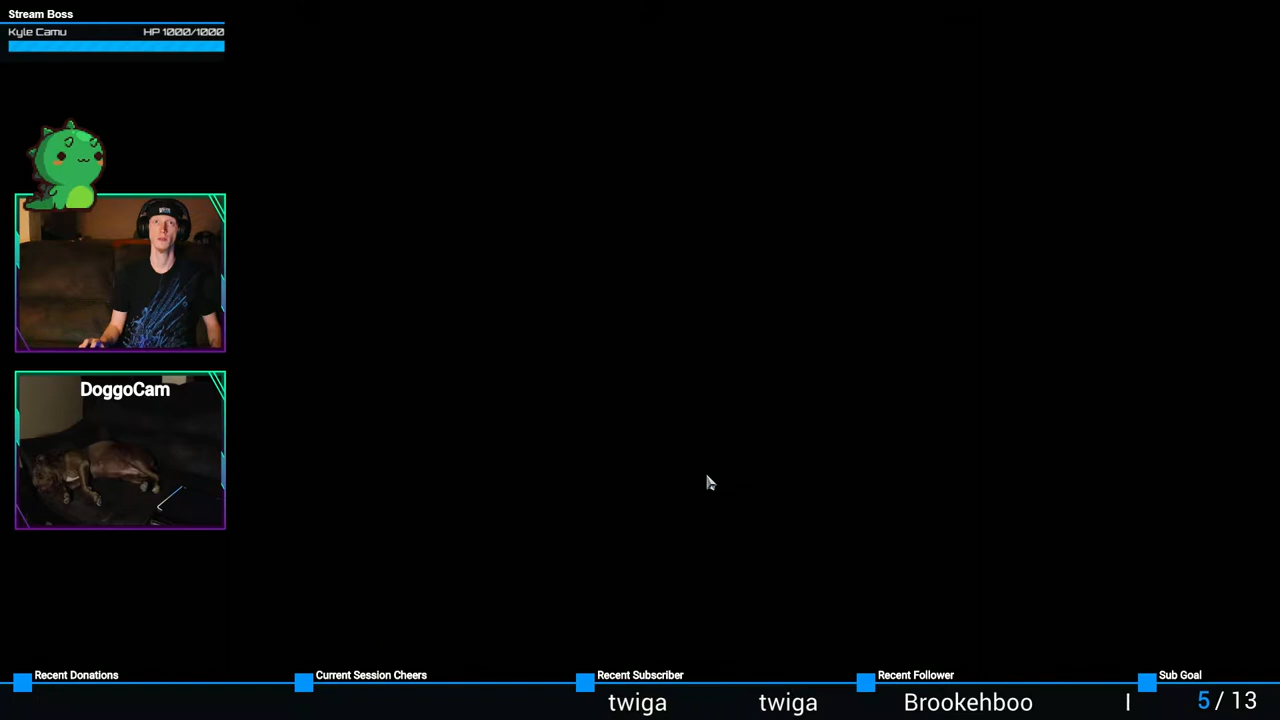 Stream Boss
Kyle Camu HP 1000/1000
DoggoCam
Recent Donations Current Session Cheers Recent Subscriber Recent Follower Sub Goal
twiga twiga Brookehboo 5 / 13